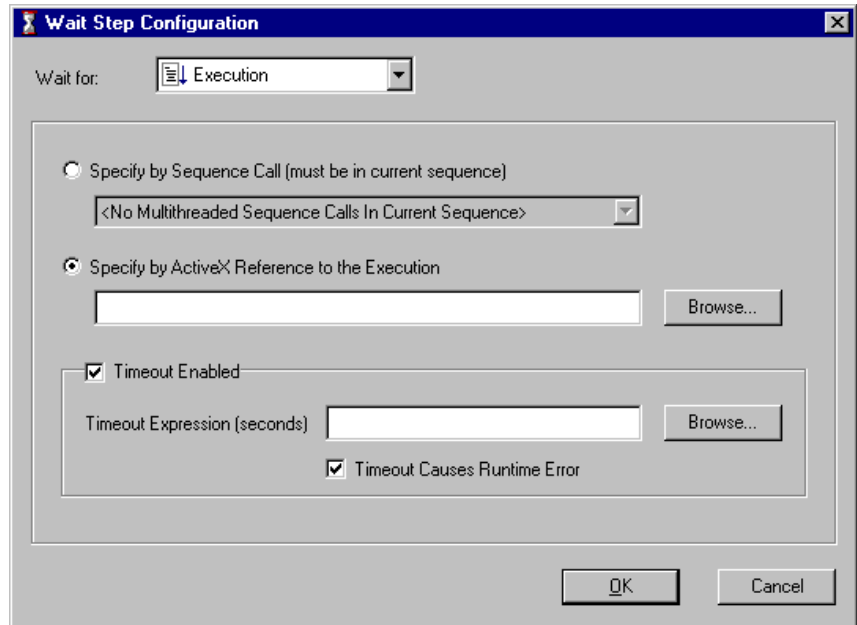 Wait Step Configuration
Wait for: Execution
Specify by Sequence Call (must be in current sequence)
<No Multithreaded Sequence Calls In Current Sequence>
Specify by ActiveX Reference to the Execution
Browse...
Timeout Enabled
Timeout Expression (seconds) Browse...
Timeout Causes Runtime Error
OK Cancel